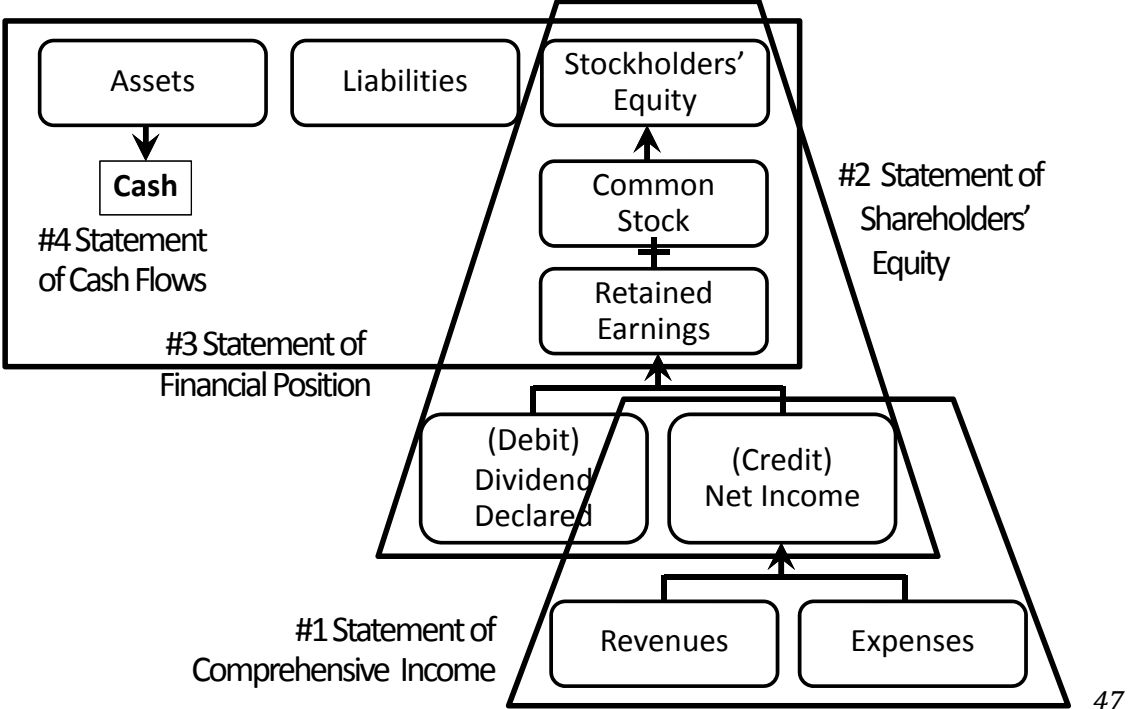 Assets
Liabilities
Stockholders’
Equity
Cash
Common
Stock
#2 Statement of
Shareholders’
Equity
#4 Statement
of Cash Flows
Retained
Earnings
#3 Statement of
Financial Position
(Debit)
Dividend
Declared
(Credit)
Net Income
#1 Statement of
Comprehensive Income
Revenues
Expenses
47